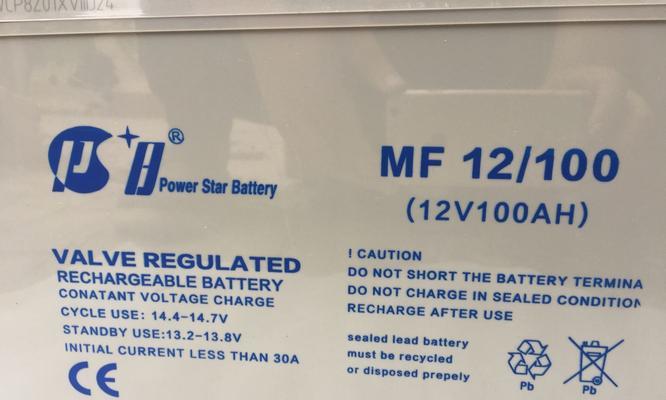 PS B ®
Power Star Battery
MF 12/100
(12V100AH)
VALVE REGULATED
RECHARGEABLE BATTERY
CONATANT VOLTAGE CHARGE
CYCLE USE: 14.4-14.7V
STANDBY USE:13.2-13.8V
INITIAL CURRENT LESS THAN 30A
CE
! CAUTION
DO NOT SHORT THE BATTERY TERMINA
DO NOT CHARGE IN SEALED CONDITION
RECHARGE AFTER USE
sealed lead battery
must be recycled
or disposed prepely
Pb
Pb